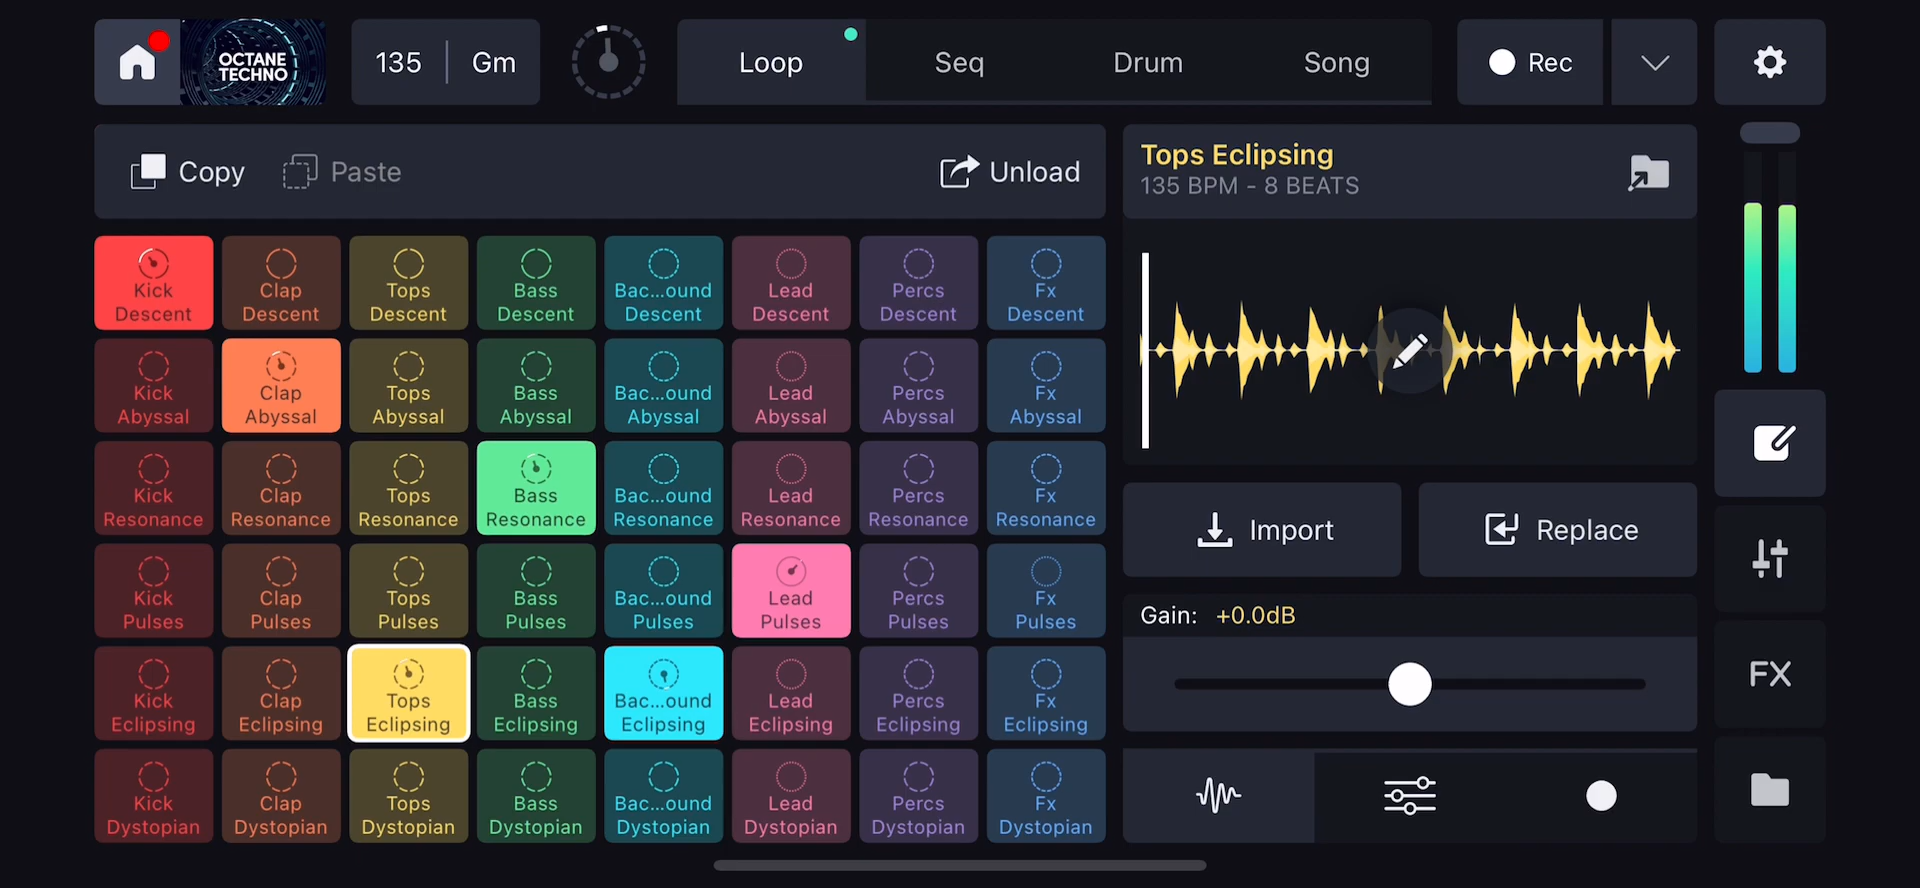 OCTANE
TECHNO
135
Gm
Loop
Seq
Drum
Song
Rec
Copy
Paste
Unload
Tops Eclipsing
135 BPM - 8 BEATS
Kick
Descent
Clap
Descent
Tops
Descent
Bass
Descent
Bac...ound
Descent
Lead
Descent
Percs
Descent
Fx
Descent
Kick
Abyssal
Clap
Abyssal
Tops
Abyssal
Bass
Abyssal
Bac...ound
Abyssal
Lead
Abyssal
Percs
Abyssal
Fx
Abyssal
Kick
Resonance
Clap
Resonance
Tops
Resonance
Bass
Resonance
Bac...ound
Resonance
Lead
Resonance
Percs
Resonance
Fx
Resonance
Kick
Pulses
Clap
Pulses
Tops
Pulses
Bass
Pulses
Bac...ound
Pulses
Lead
Pulses
Percs
Pulses
Fx
Pulses
Kick
Eclipsing
Clap
Eclipsing
Tops
Eclipsing
Bass
Eclipsing
Bac...ound
Eclipsing
Lead
Eclipsing
Percs
Eclipsing
Fx
Eclipsing
Kick
Dystopian
Clap
Dystopian
Tops
Dystopian
Bass
Dystopian
Bac...ound
Dystopian
Lead
Dystopian
Percs
Dystopian
Fx
Dystopian
Import
Replace
Gain: +0.0dB
FX